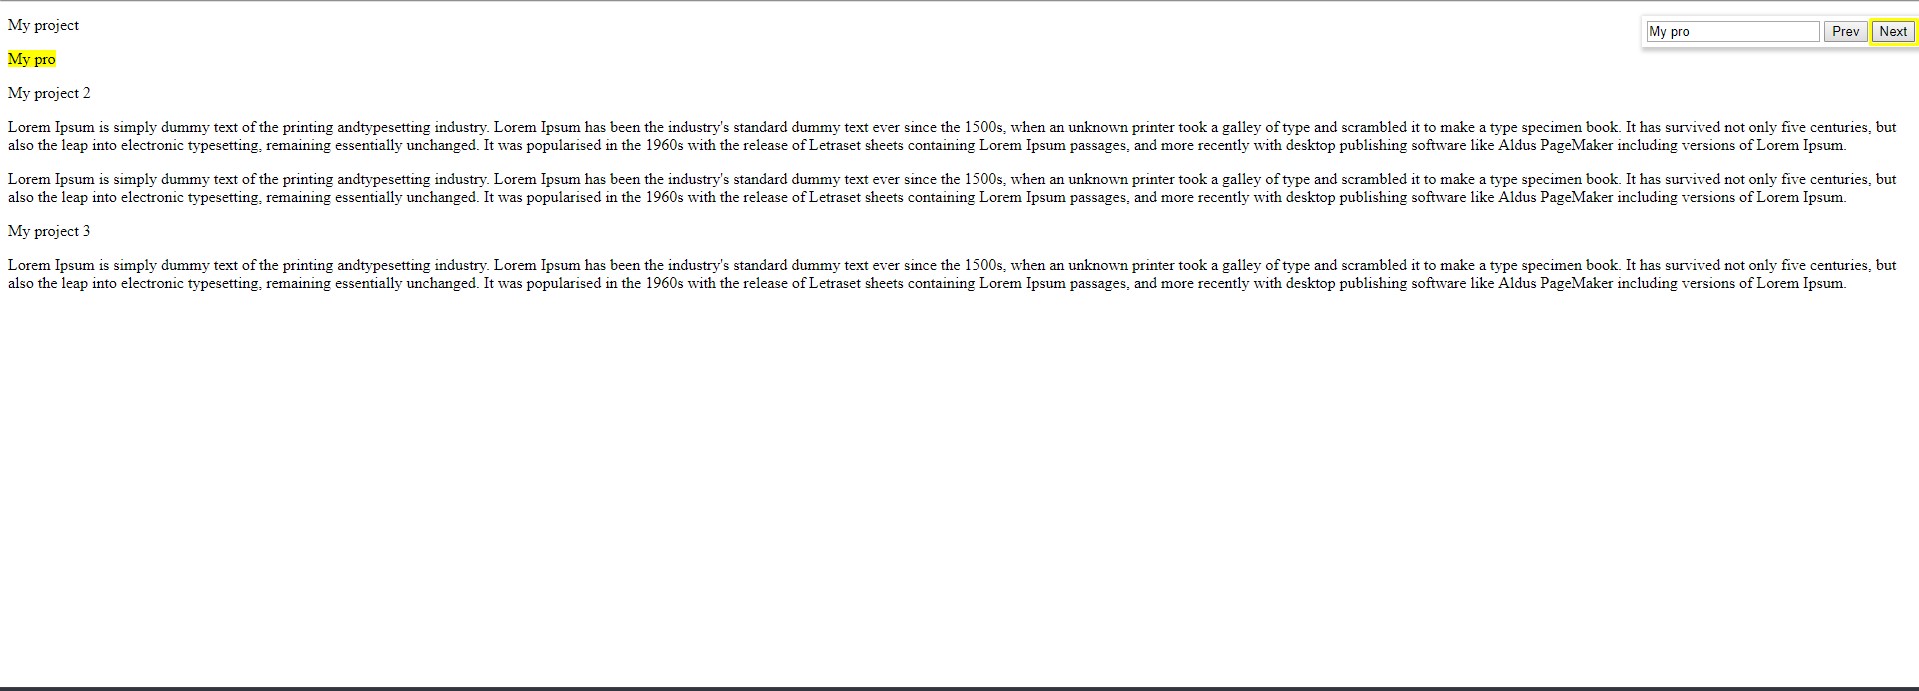 My project
My pro Prev Next
My pro
My project 2
Lorem Ipsum is simply dummy text of the printing andtypesetting industry. Lorem Ipsum has been the industry's standard dummy text ever since the 1500s, when an unknown printer took a galley of type and scrambled it to make a type specimen book. It has survived not only five centuries, but
also the leap into electronic typesetting, remaining essentially unchanged. It was popularised in the 1960s with the release of Letraset sheets containing Lorem Ipsum passages, and more recently with desktop publishing software like Aldus PageMaker including versions of Lorem Ipsum.
Lorem Ipsum is simply dummy text of the printing andtypesetting industry. Lorem Ipsum has been the industry's standard dummy text ever since the 1500s, when an unknown printer took a galley of type and scrambled it to make a type specimen book. It has survived not only five centuries, but
also the leap into electronic typesetting, remaining essentially unchanged. It was popularised in the 1960s with the release of Letraset sheets containing Lorem Ipsum passages, and more recently with desktop publishing software like Aldus PageMaker including versions of Lorem Ipsum.
My project 3
Lorem Ipsum is simply dummy text of the printing andtypesetting industry. Lorem Ipsum has been the industry's standard dummy text ever since the 1500s, when an unknown printer took a galley of type and scrambled it to make a type specimen book. It has survived not only five centuries, but
also the leap into electronic typesetting, remaining essentially unchanged. It was popularised in the 1960s with the release of Letraset sheets containing Lorem Ipsum passages, and more recently with desktop publishing software like Aldus PageMaker including versions of Lorem Ipsum.